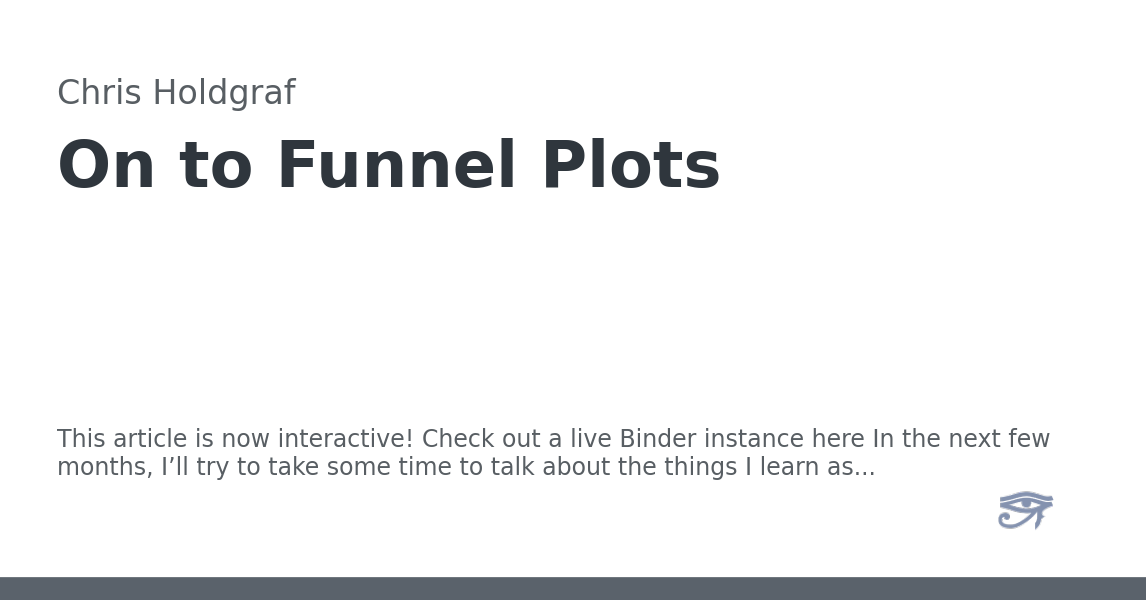 Chris Holdgraf
On to Funnel Plots
This article is now interactive! Check out a live Binder instance here In the next few
months, I’ll try to take some time to talk about the things I learn as...